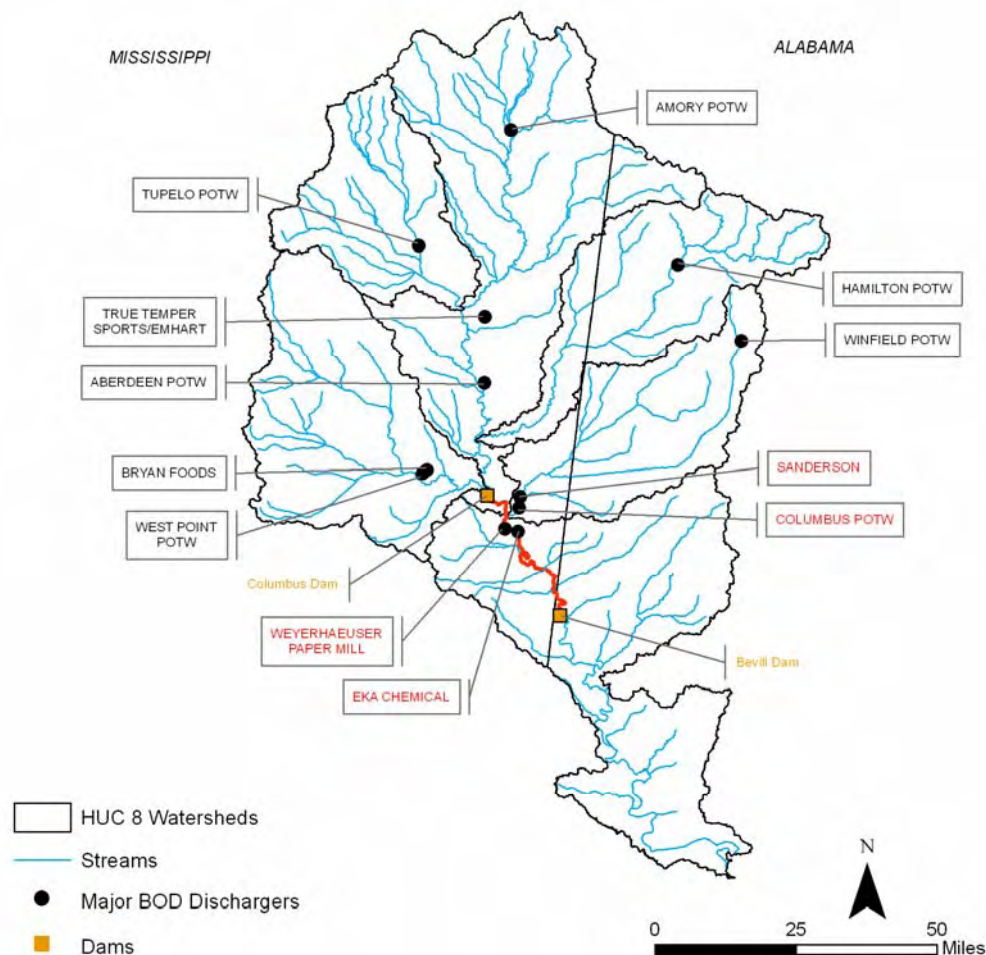 MISSISSIPPI
ALABAMA
AMORY POTW
TUPELO POTW
HAMILTON POTW
TRUE TEMPER
SPORTS/EMHART
WINFIELD POTW
ABERDEEN POTW
BRYAN FOODS
SANDERSON
WEST POINT
POTW
COLUMBUS POTW
Columbus Dam
WEYERHAEUSER
PAPER MILL
Bevill Dam
EKA CHEMICAL
HUC 8 Watersheds
Streams
Major BOD Dischargers
Dams
N
0 25 50
Miles